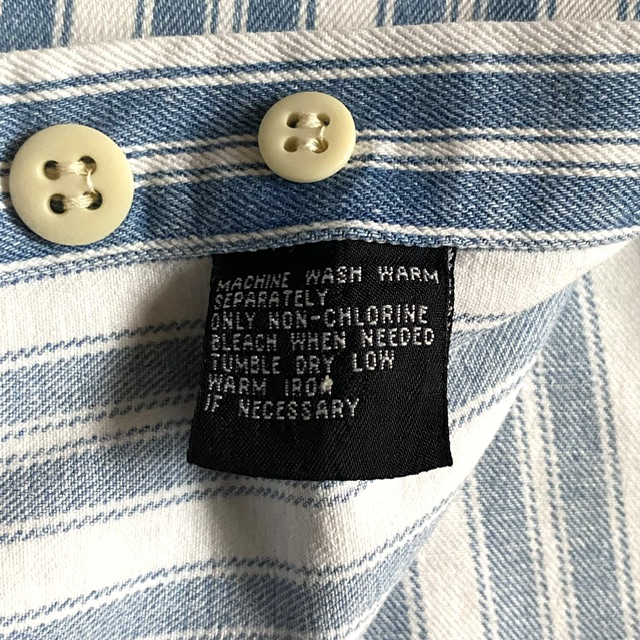 MACHINE WASH WARM
SEPARATELY
ONLY NON-CHLORINE
BLEACH WHEN NEEDED
TUMBLE DRY LOW
WARM IRON
IF NECESSARY